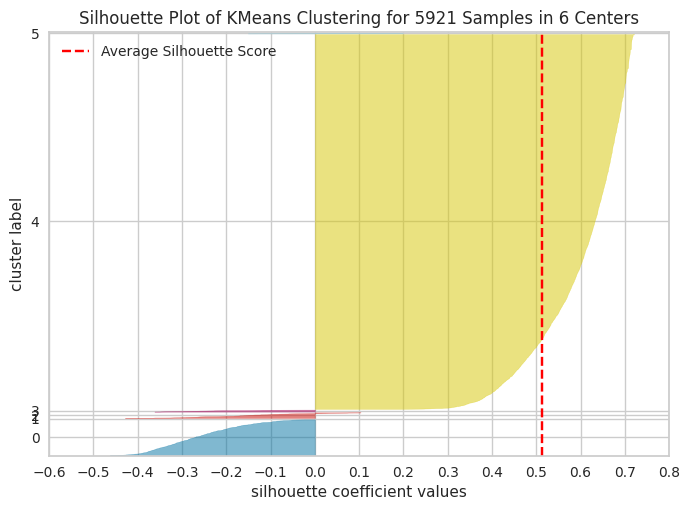 Silhouette Plot of KMeans Clustering for 5921 Samples in 6 Centers
Average Silhouette Score
cluster label
5
4
1
0
−0.6 −0.5 −0.4 −0.3 −0.2 −0.1 0.0 0.1 0.2 0.3 0.4 0.5 0.6 0.7 0.8
silhouette coefficient values